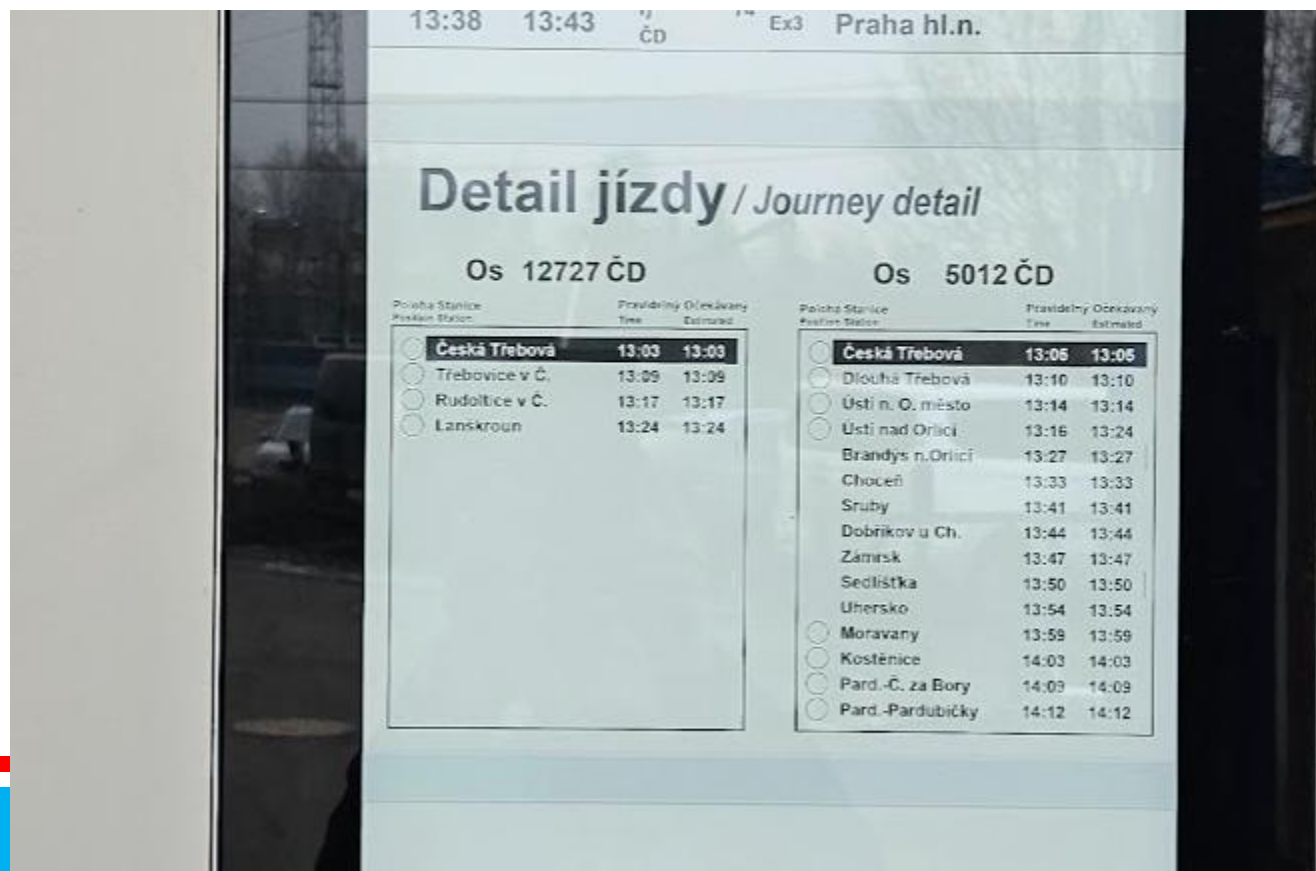 13:38 13:43 ČD Ex3 Praha hl.n.
Detail jízdy / Journey detail
Os 12727 ČD
Poloha Stanice Pravidelný Očekávaný
Position Station Time Estimated
Česká Třebová 13:03 13:03
Třebovice v Č. 13:09 13:09
Rudoltice v Č. 13:17 13:17
Lanskroun 13:24 13:24
Os 5012 ČD
Poloha Stanice Pravidelný Očekávaný
Position Station Time Estimated
Česká Třebová 13:05 13:05
Dlouhá Třebová 13:10 13:10
Ústí n. O. město 13:14 13:14
Ústí nad Orlicí 13:16 13:24
Brandýs n.Orlicí 13:27 13:27
Choceň 13:33 13:33
Sruby 13:41 13:41
Dobříkov u Ch. 13:44 13:44
Zámrsk 13:47 13:47
Sedlíšťka 13:50 13:50
Uhersko 13:54 13:54
Moravany 13:59 13:59
Kostěnice 14:03 14:03
Pard.-Č. za Bory 14:09 14:09
Pard.-Pardubičky 14:12 14:12